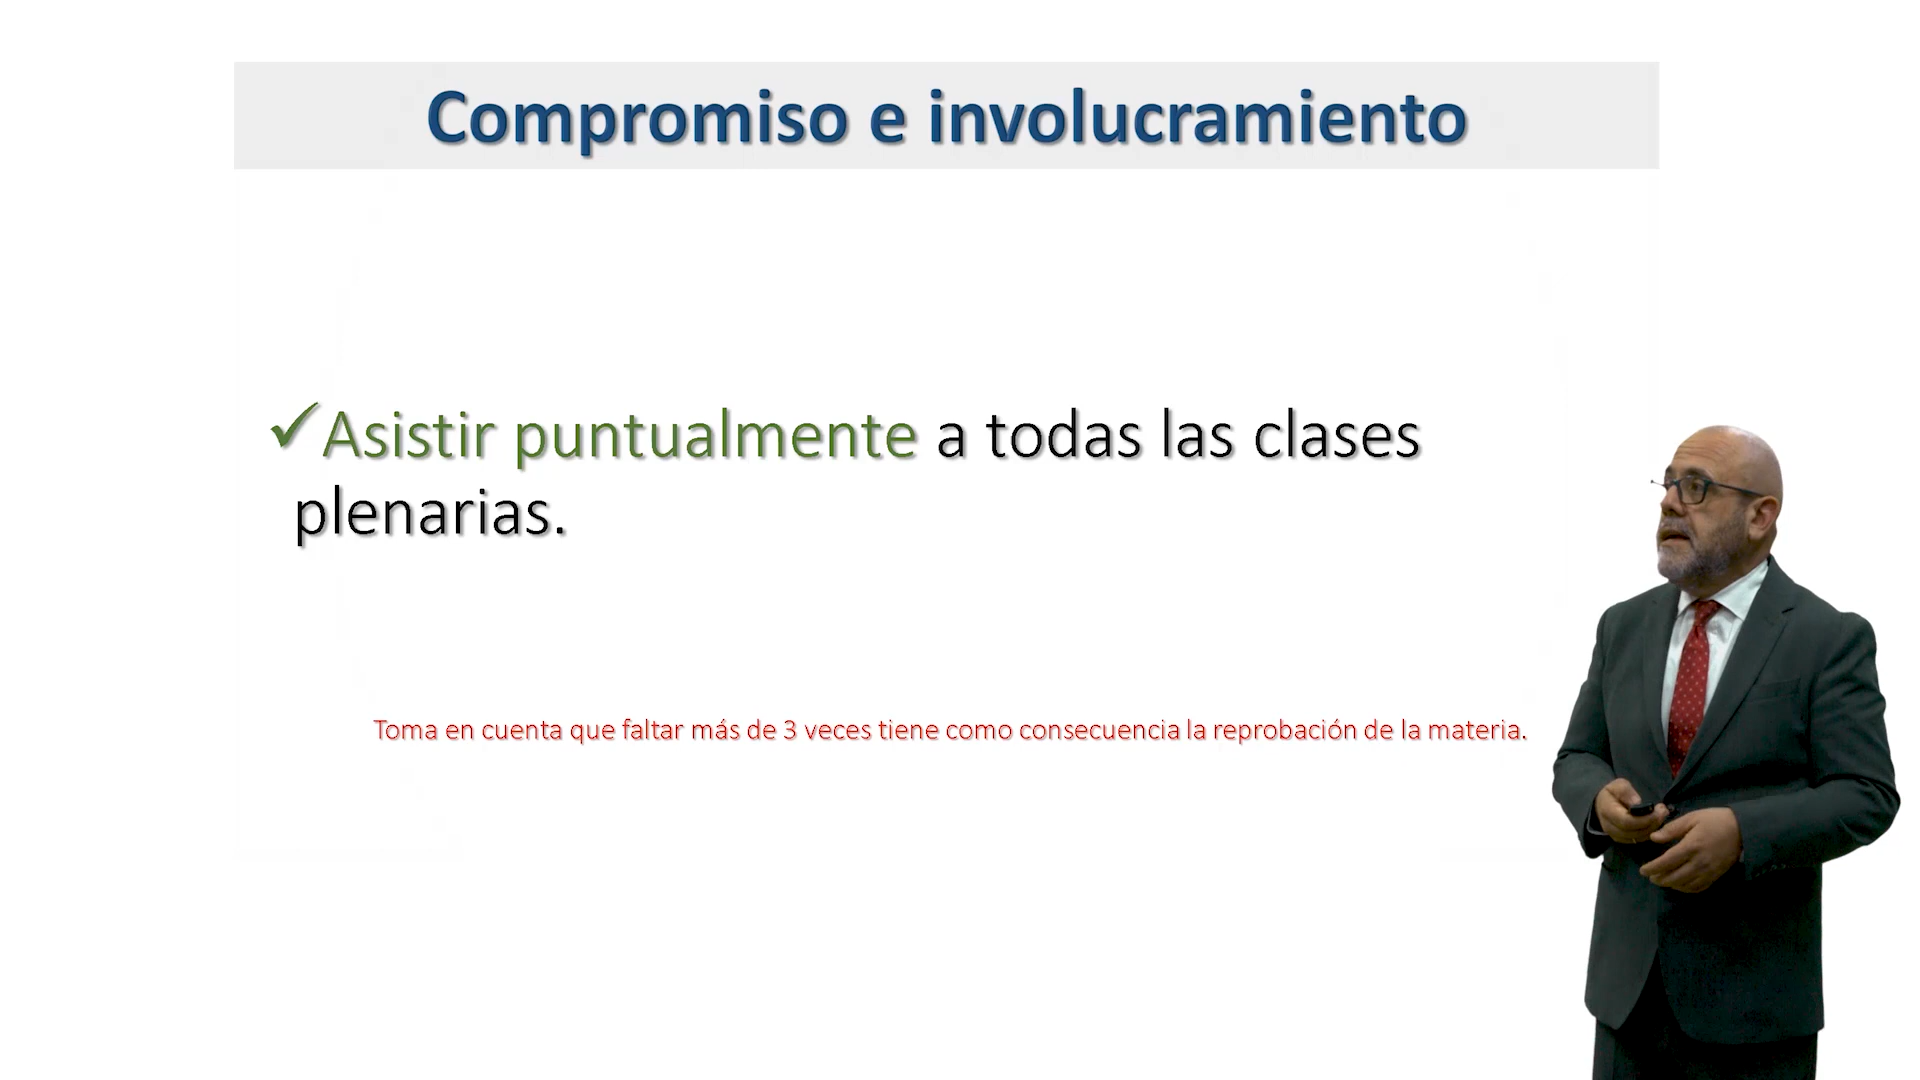 Compromiso e involucramiento
✓Asistir puntualmente a todas las clases
plenarias.
Toma en cuenta que faltar más de 3 veces tiene como consecuencia la reprobación de la materia.